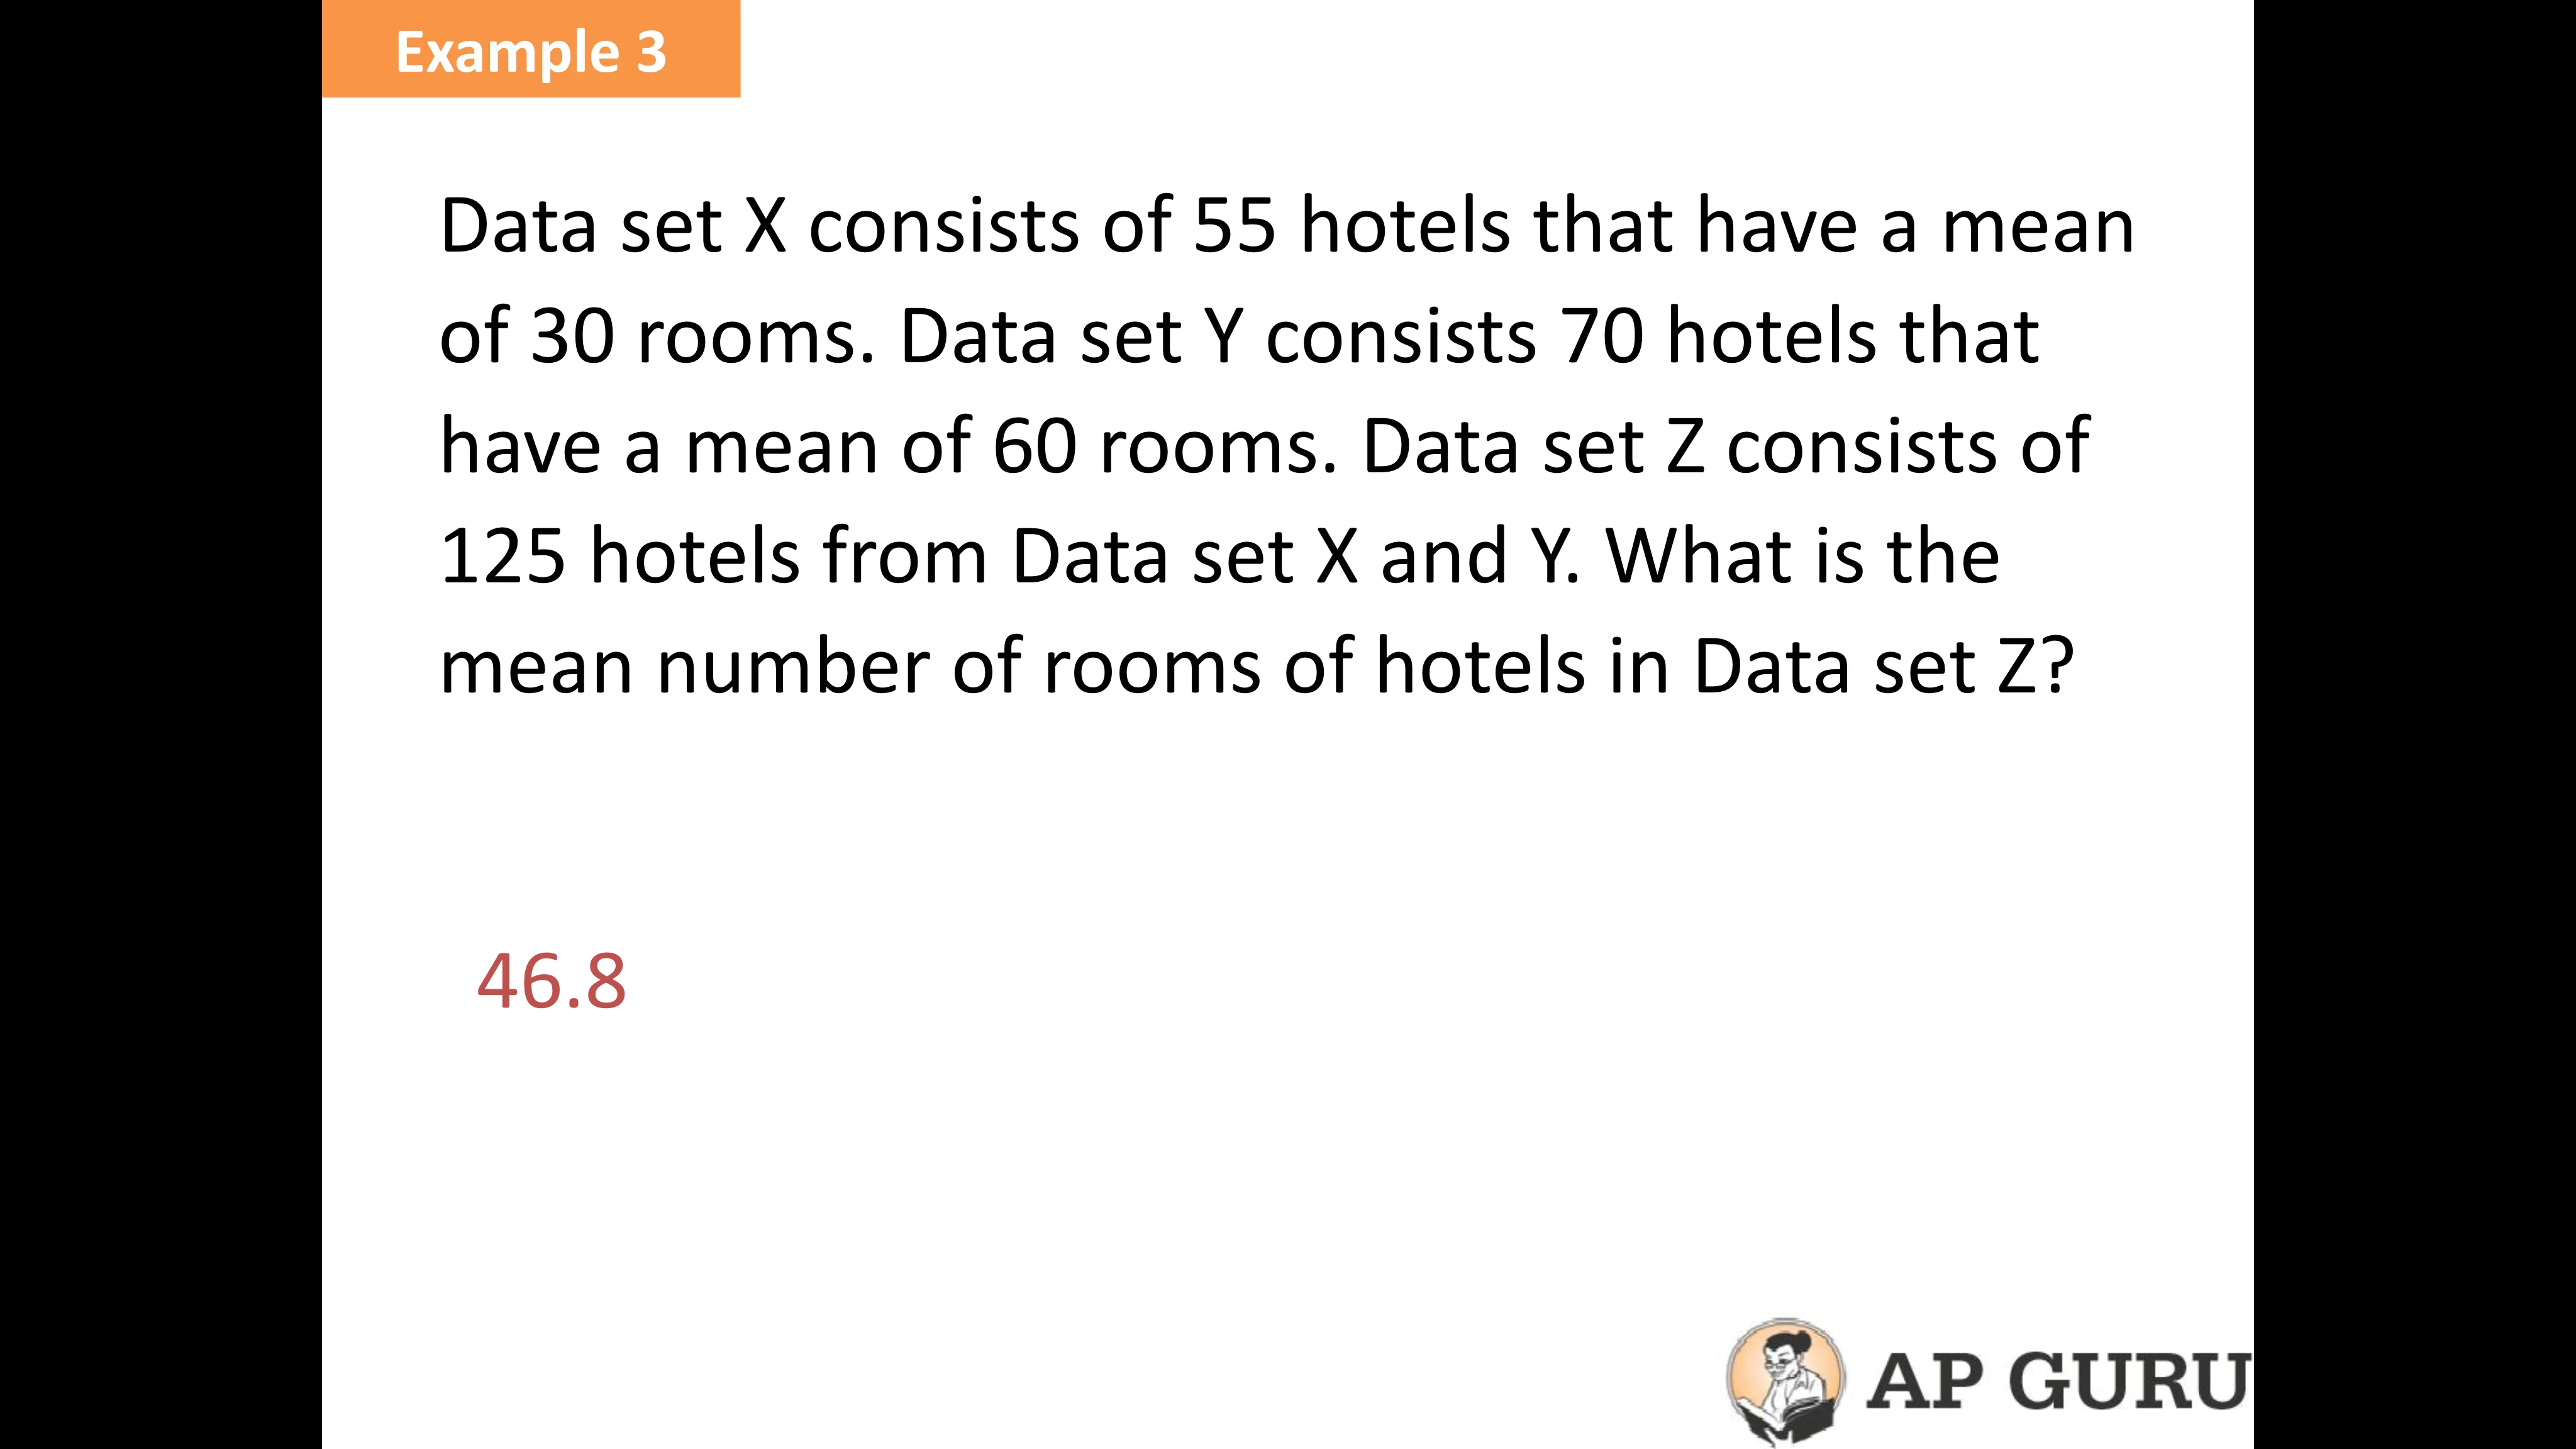 Example 3
Data set X consists of 55 hotels that have a mean
of 30 rooms. Data set Y consists 70 hotels that
have a mean of 60 rooms. Data set Z consists of
125 hotels from Data set X and Y. What is the
mean number of rooms of hotels in Data set Z?
46.8
AP GURU